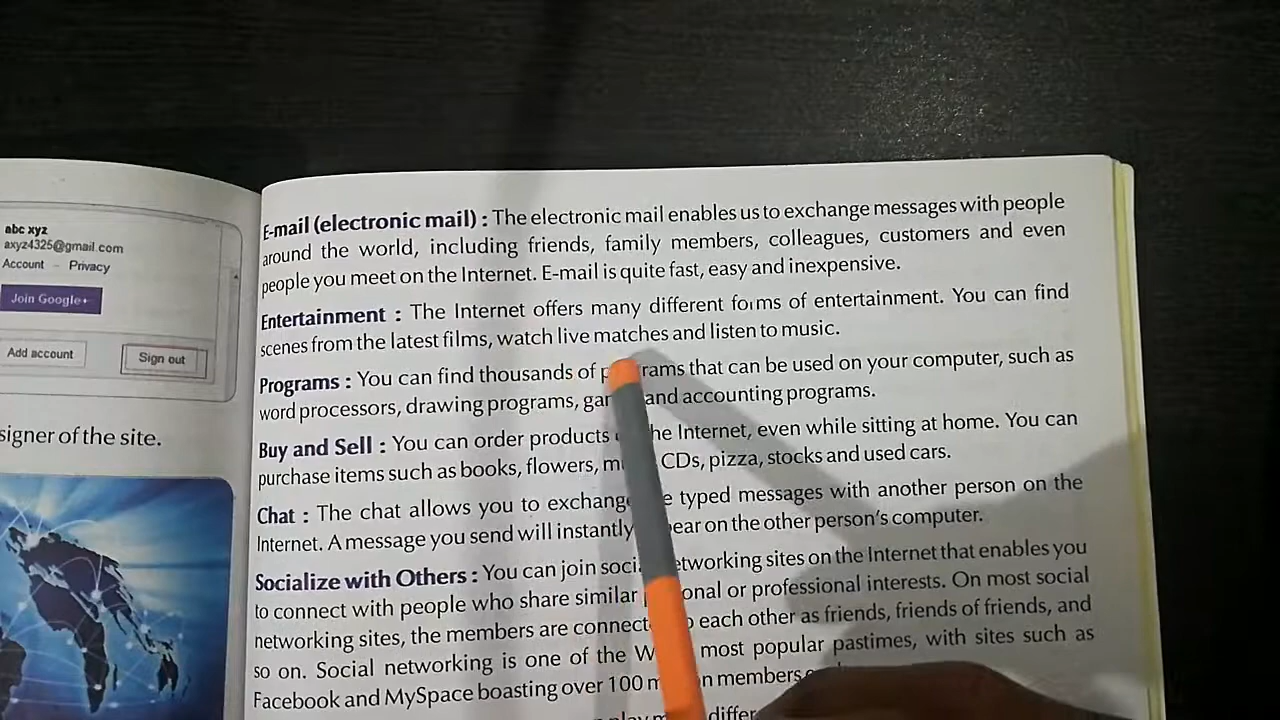 abc xyz
axyz4325@gmail.com
Account – Privacy
Join Google+
Add account
Sign out
signer of the site.
E-mail (electronic mail) : The electronic mail enables us to exchange messages with people
around the world, including friends, family members, colleagues, customers and even
people you meet on the Internet. E-mail is quite fast, easy and inexpensive.
Entertainment : The Internet offers many different forms of entertainment. You can find
scenes from the latest films, watch live matches and listen to music.
Programs : You can find thousands of programs that can be used on your computer, such as
word processors, drawing programs, and accounting programs.
Buy and Sell : You can order products the Internet, even while sitting at home. You can
purchase items such as books, flowers, CDs, pizza, stocks and used cars.
Chat : The chat allows you to exchange typed messages with another person on the
Internet. A message you send will instantly appear on the other person's computer.
Socialize with Others : You can join social networking sites on the Internet that enables you
to connect with people who share similar personal or professional interests. On most social
networking sites, the members are connected to each other as friends, friends of friends, and
so on. Social networking is one of the most popular pastimes, with sites such as
Facebook and MySpace boasting over 100 million members